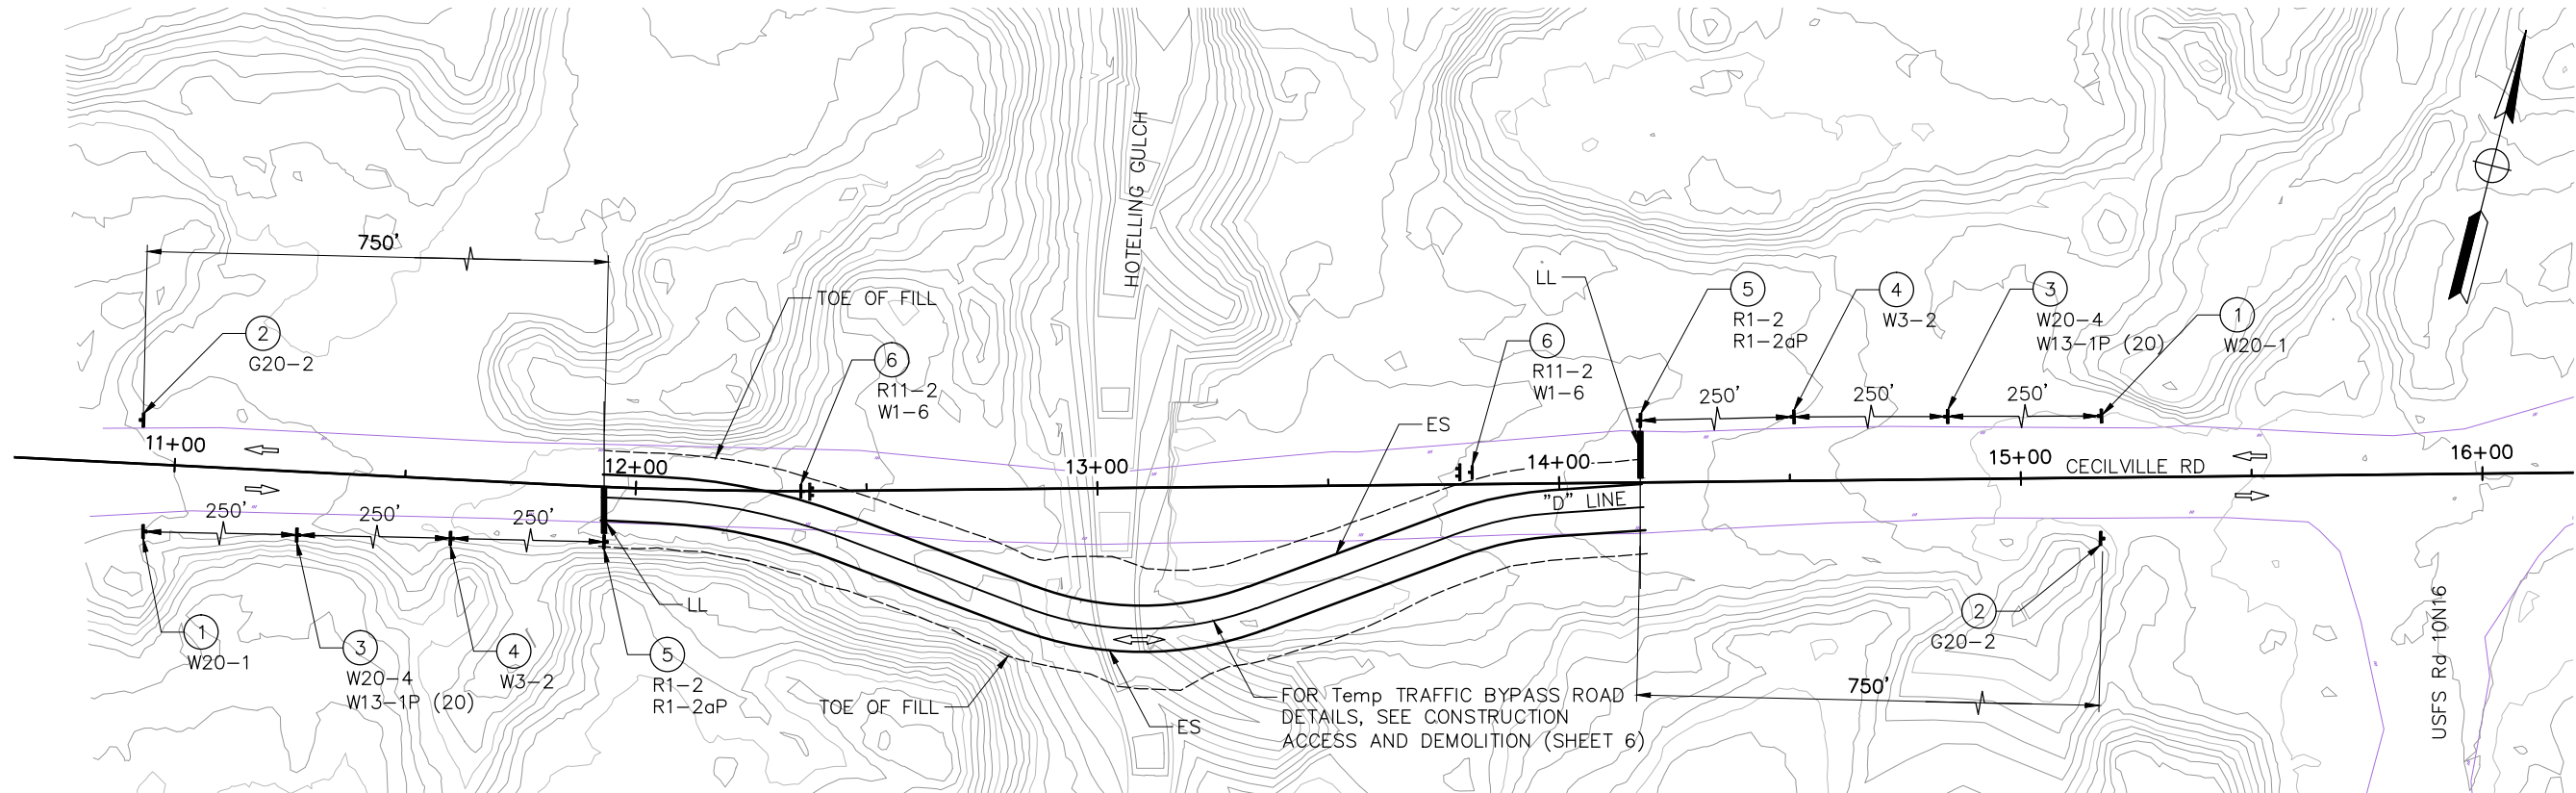 HOTELLING GULCH
750'
LL
TOE OF FILL
2
G20-2
6
R11-2
W1-6
6
R11-2
W1-6
5
R1-2
R1-2aP
4
W3-2
3
W20-4
W13-1P (20)
1
W20-1
250'
250'
250'
ES
11+00
12+00
13+00
14+00
15+00
16+00
CECILVILLE RD
"D" LINE
250'
250'
250'
1
W20-1
3
W20-4
W13-1P (20)
4
W3-2
LL
5
R1-2
R1-2aP
TOE OF FILL
ES
FOR Temp TRAFFIC BYPASS ROAD
DETAILS, SEE CONSTRUCTION
ACCESS AND DEMOLITION (SHEET 6)
2
G20-2
750'
USFS Rd 10N16